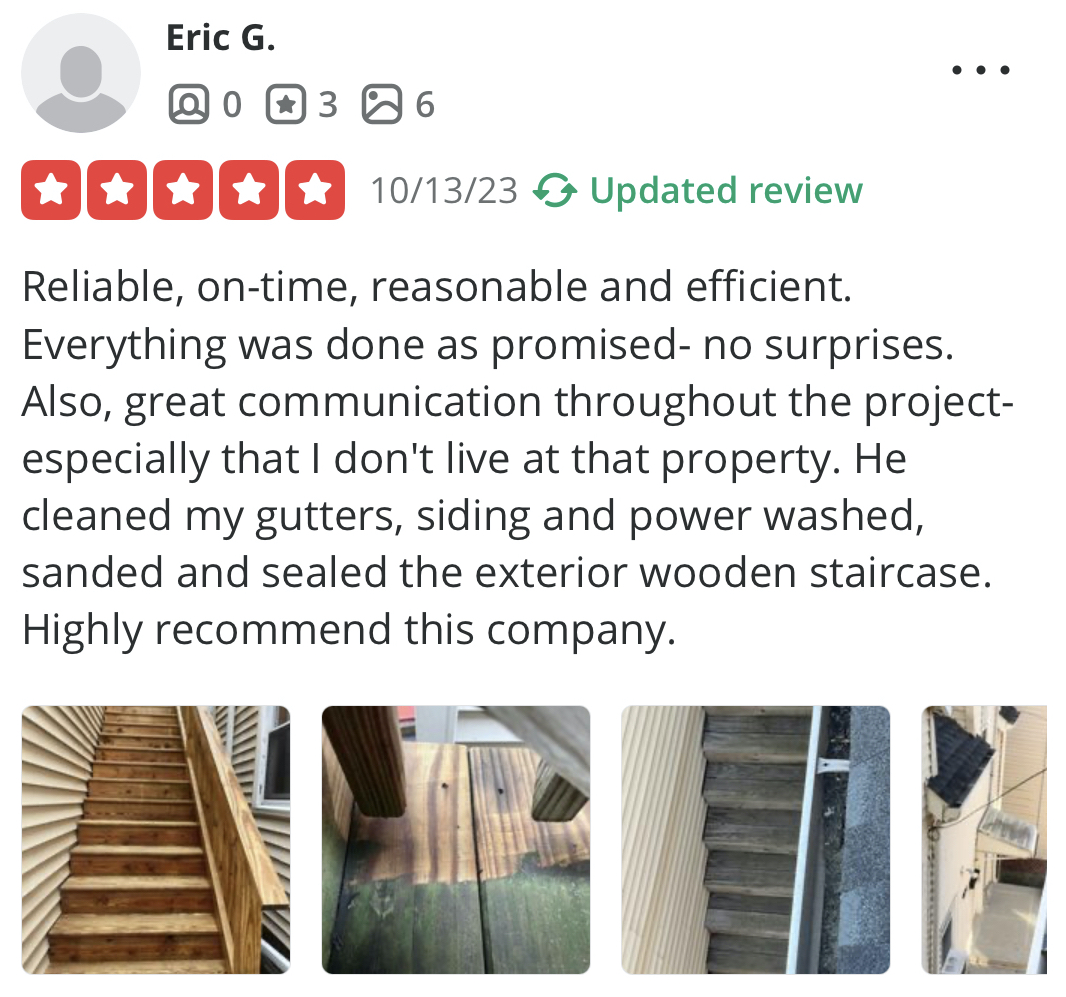 Eric G.
0 3 6
10/13/23 Updated review
Reliable, on-time, reasonable and efficient.
Everything was done as promised- no surprises.
Also, great communication throughout the project-
especially that I don't live at that property. He
cleaned my gutters, siding and power washed,
sanded and sealed the exterior wooden staircase.
Highly recommend this company.